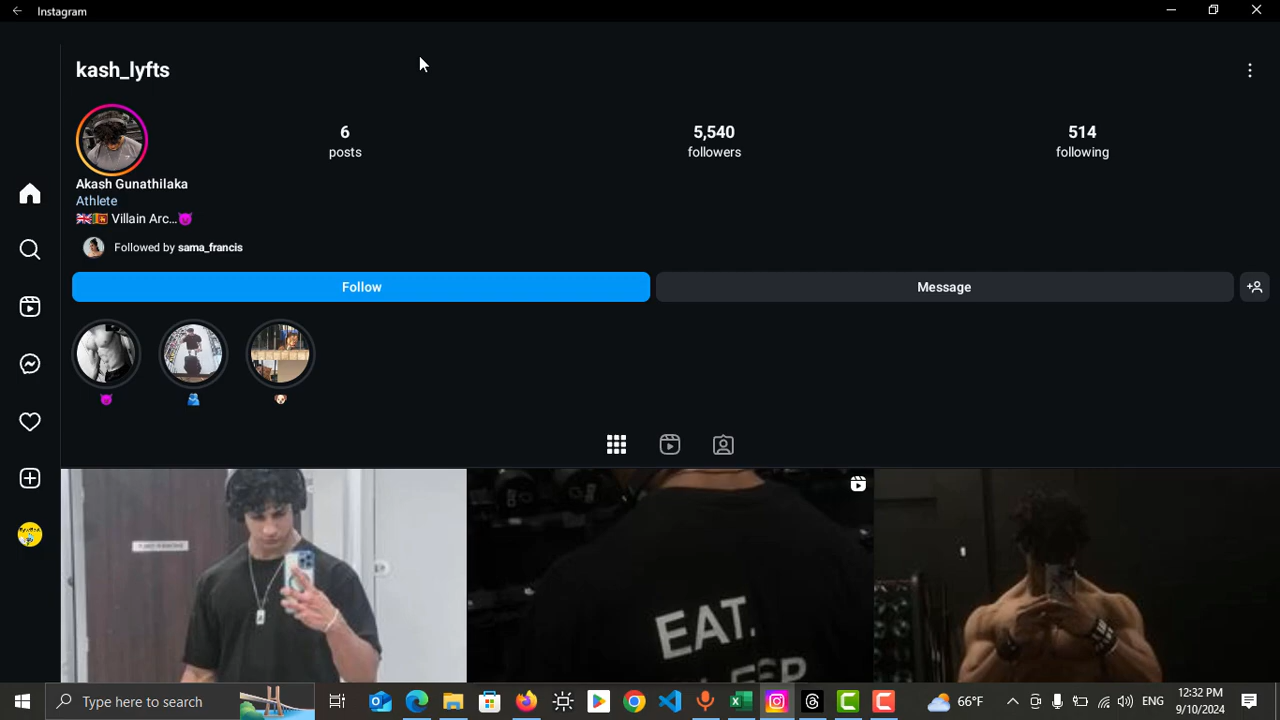 Instagram
kash_lyfts
6
posts
5,540
followers
514
following
Akash Gunathilaka
Athlete
🇬🇧🇱🇰 Villain Arc...😈
Followed by sama_francis
Follow
Message
😈
🫂
🐶
EAT.
Type here to search
66°F
ENG
12:32 PM
9/10/2024